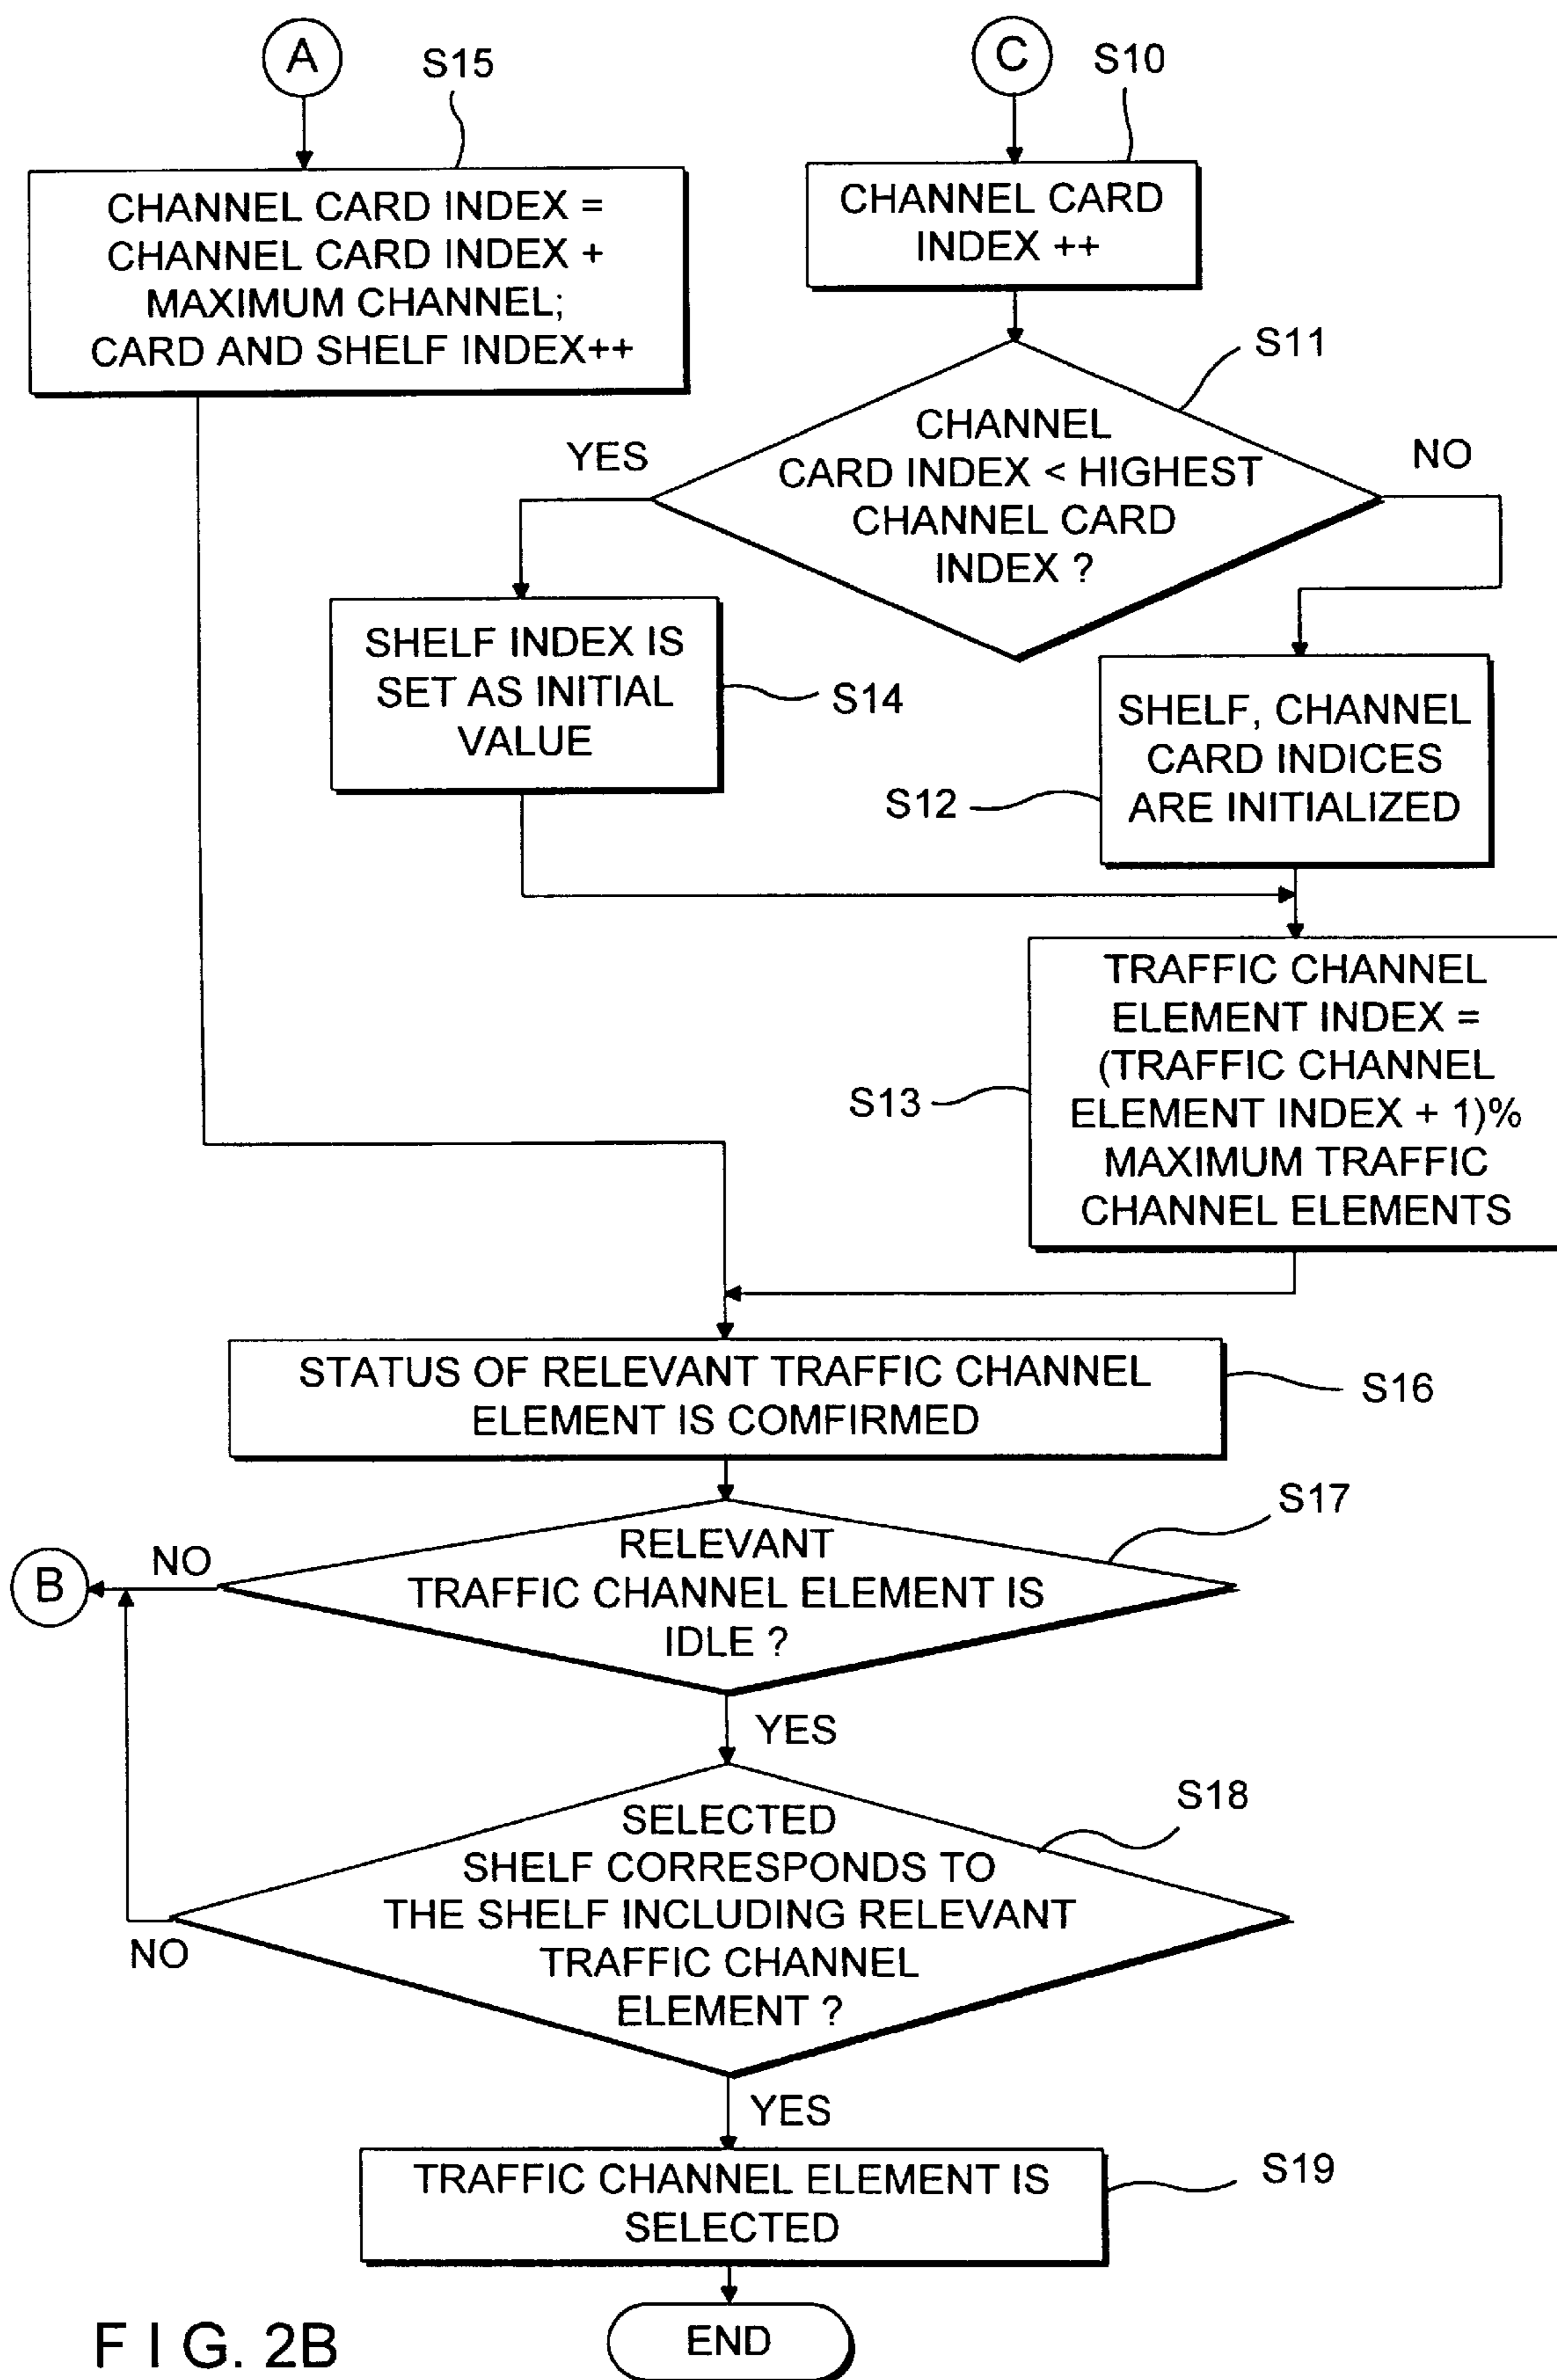 A
S15
CHANNEL CARD INDEX =
CHANNEL CARD INDEX +
MAXIMUM CHANNEL;
CARD AND SHELF INDEX++
C
S10
CHANNEL CARD
INDEX ++
S11
CHANNEL
CARD INDEX < HIGHEST
CHANNEL CARD
INDEX ?
YES
NO
SHELF INDEX IS
SET AS INITIAL
VALUE
S14
SHELF, CHANNEL
CARD INDICES
ARE INITIALIZED
S12
TRAFFIC CHANNEL
ELEMENT INDEX =
(TRAFFIC CHANNEL
ELEMENT INDEX + 1)%
MAXIMUM TRAFFIC
CHANNEL ELEMENTS
S13
STATUS OF RELEVANT TRAFFIC CHANNEL
ELEMENT IS COMFIRMED
S16
S17
RELEVANT
TRAFFIC CHANNEL ELEMENT IS
IDLE ?
NO
B
YES
S18
SELECTED
SHELF CORRESPONDS TO
THE SHELF INCLUDING RELEVANT
TRAFFIC CHANNEL
ELEMENT ?
NO
YES
TRAFFIC CHANNEL ELEMENT IS
SELECTED
S19
END
F I G. 2B